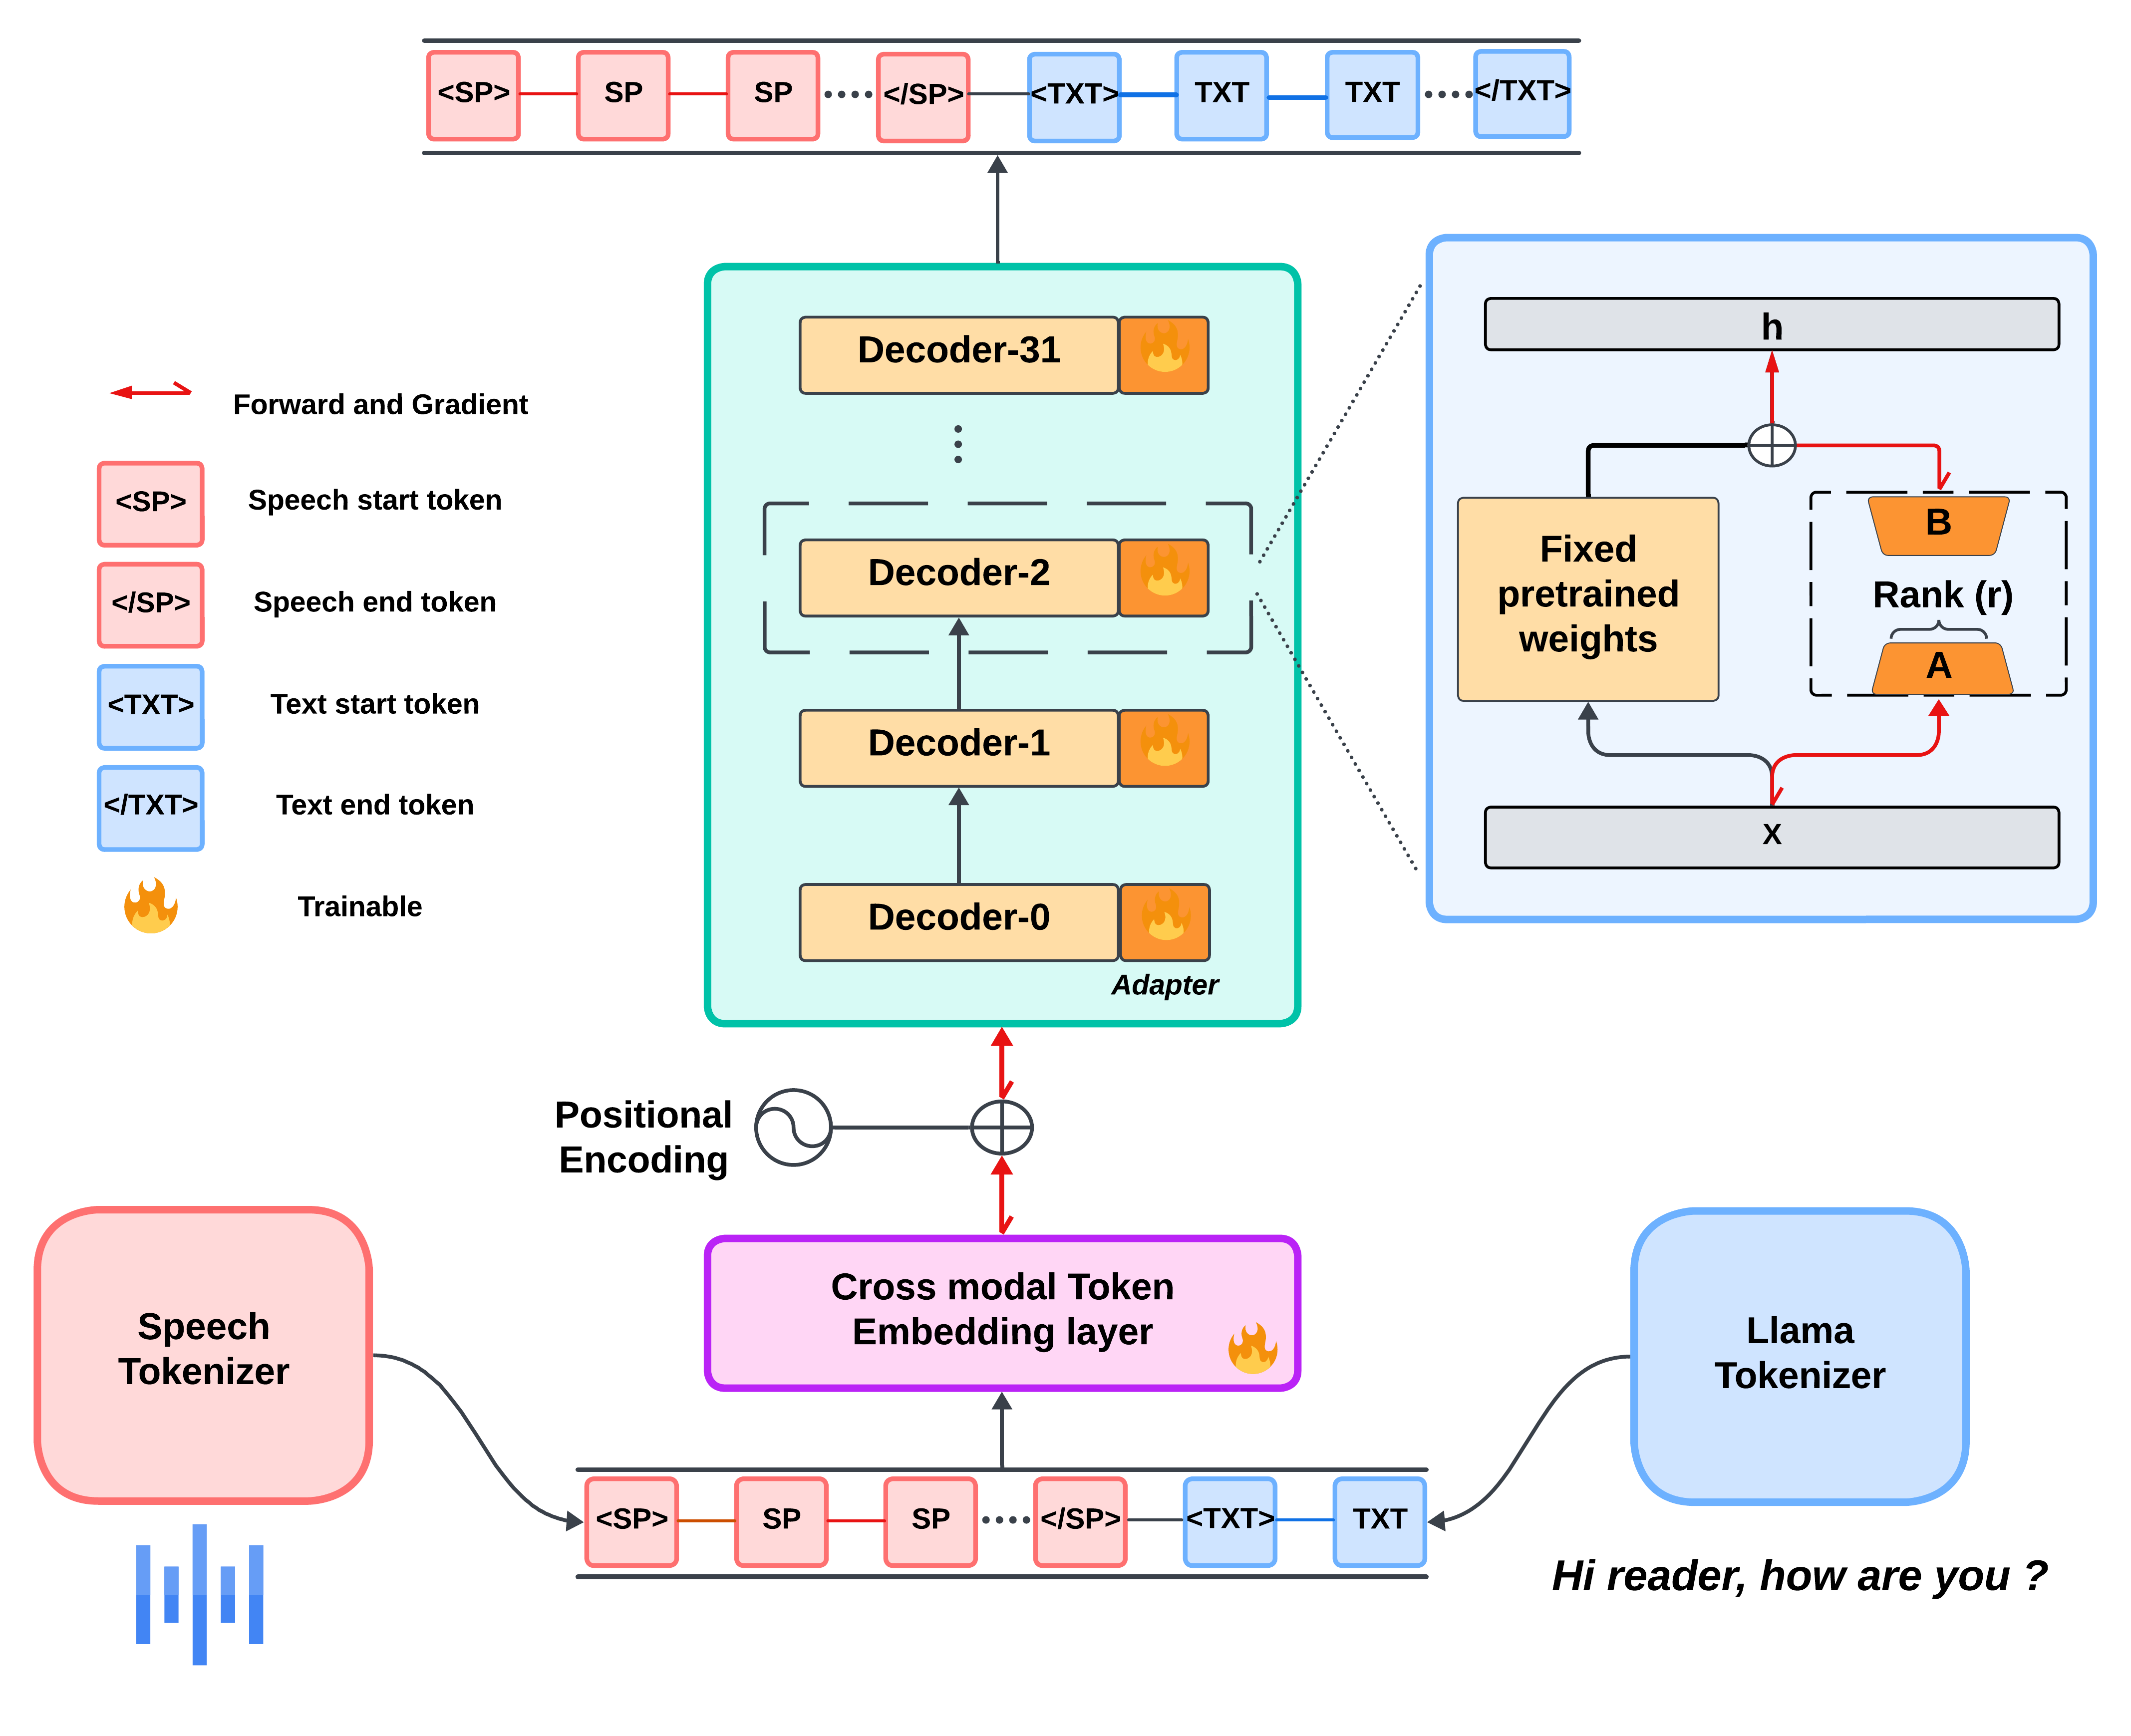 <SP> SP SP </SP> <TXT> TXT TXT </TXT>
Forward and Gradient
<SP> Speech start token
</SP> Speech end token
<TXT> Text start token
</TXT> Text end token
Trainable
Decoder-31
Decoder-2
Decoder-1
Decoder-0
Adapter
h
Fixed
pretrained
weights
B
Rank (r)
A
x
Positional
Encoding
Cross modal Token
Embedding layer
Speech
Tokenizer
Llama
Tokenizer
<SP> SP SP </SP> <TXT> TXT
Hi reader, how are you ?